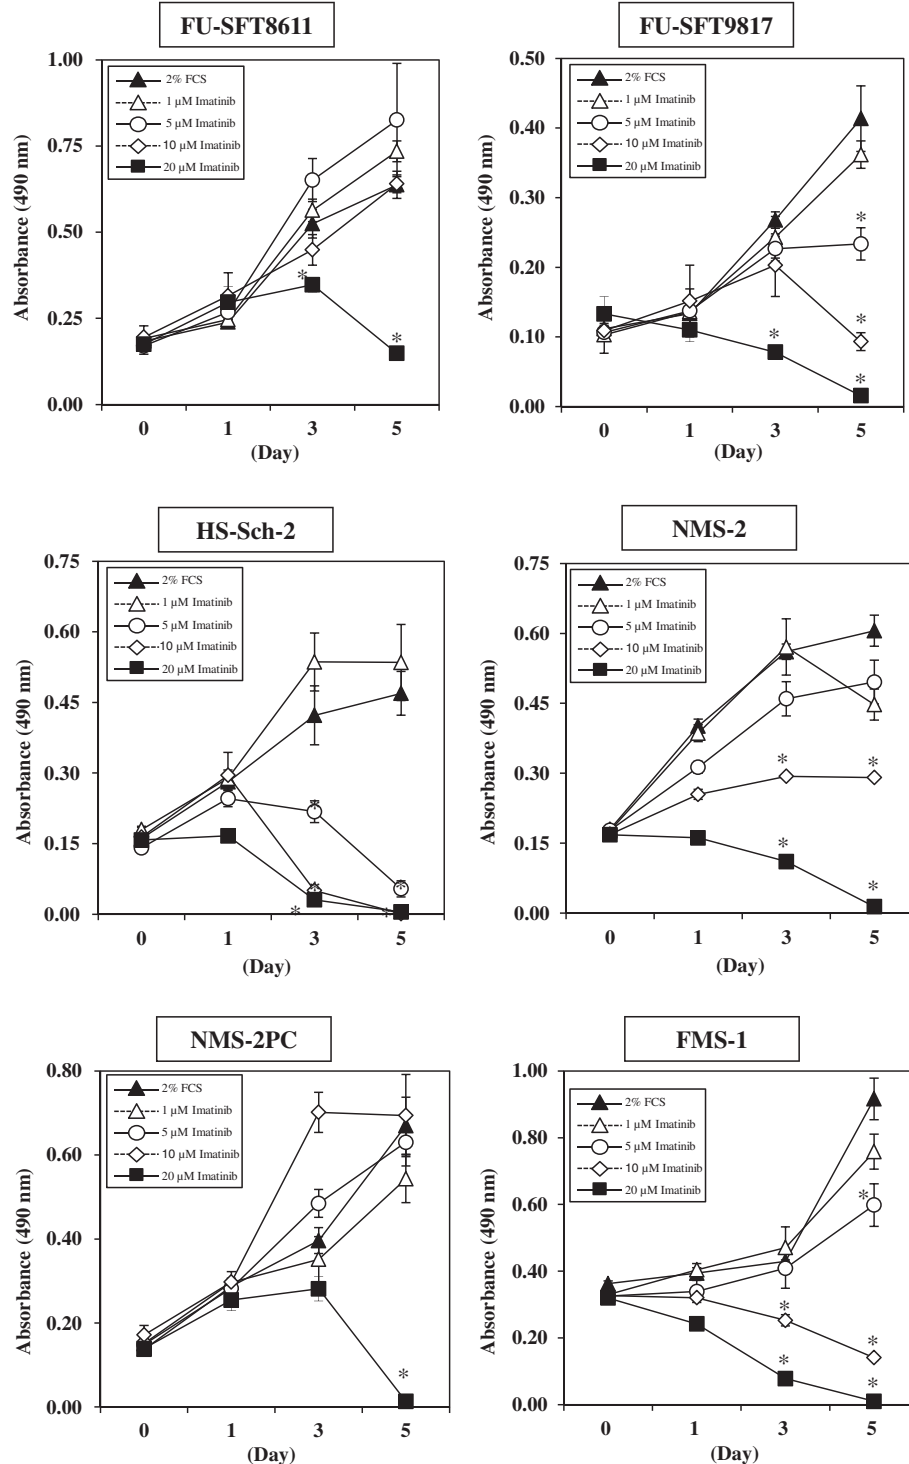 FU-SFT8611
1.00
0.75
0.50
0.25
0.00
Absorbance (490 nm)
2% FCS
1 µM Imatinib
5 µM Imatinib
10 µM Imatinib
20 µM Imatinib
*
*
0 1 3 5
(Day)
FU-SFT9817
0.50
0.40
0.30
0.20
0.10
0.00
Absorbance (490 nm)
2% FCS
1 µM Imatinib
5 µM Imatinib
10 µM Imatinib
20 µM Imatinib
*
*
*
*
0 1 3 5
(Day)
HS-Sch-2
0.75
0.60
0.45
0.30
0.15
0.00
Absorbance (490 nm)
2% FCS
1 µM Imatinib
5 µM Imatinib
10 µM Imatinib
20 µM Imatinib
*
* *
* *
0 1 3 5
(Day)
NMS-2
0.75
0.60
0.45
0.30
0.15
0.00
Absorbance (490 nm)
2% FCS
1 µM Imatinib
5 µM Imatinib
10 µM Imatinib
20 µM Imatinib
* *
*
*
0 1 3 5
(Day)
NMS-2PC
0.80
0.60
0.40
0.20
0.00
Absorbance (490 nm)
2% FCS
1 µM Imatinib
5 µM Imatinib
10 µM Imatinib
20 µM Imatinib
*
0 1 3 5
(Day)
FMS-1
1.00
0.80
0.60
0.40
0.20
0.00
Absorbance (490 nm)
2% FCS
1 µM Imatinib
5 µM Imatinib
10 µM Imatinib
20 µM Imatinib
*
*
*
*
*
0 1 3 5
(Day)